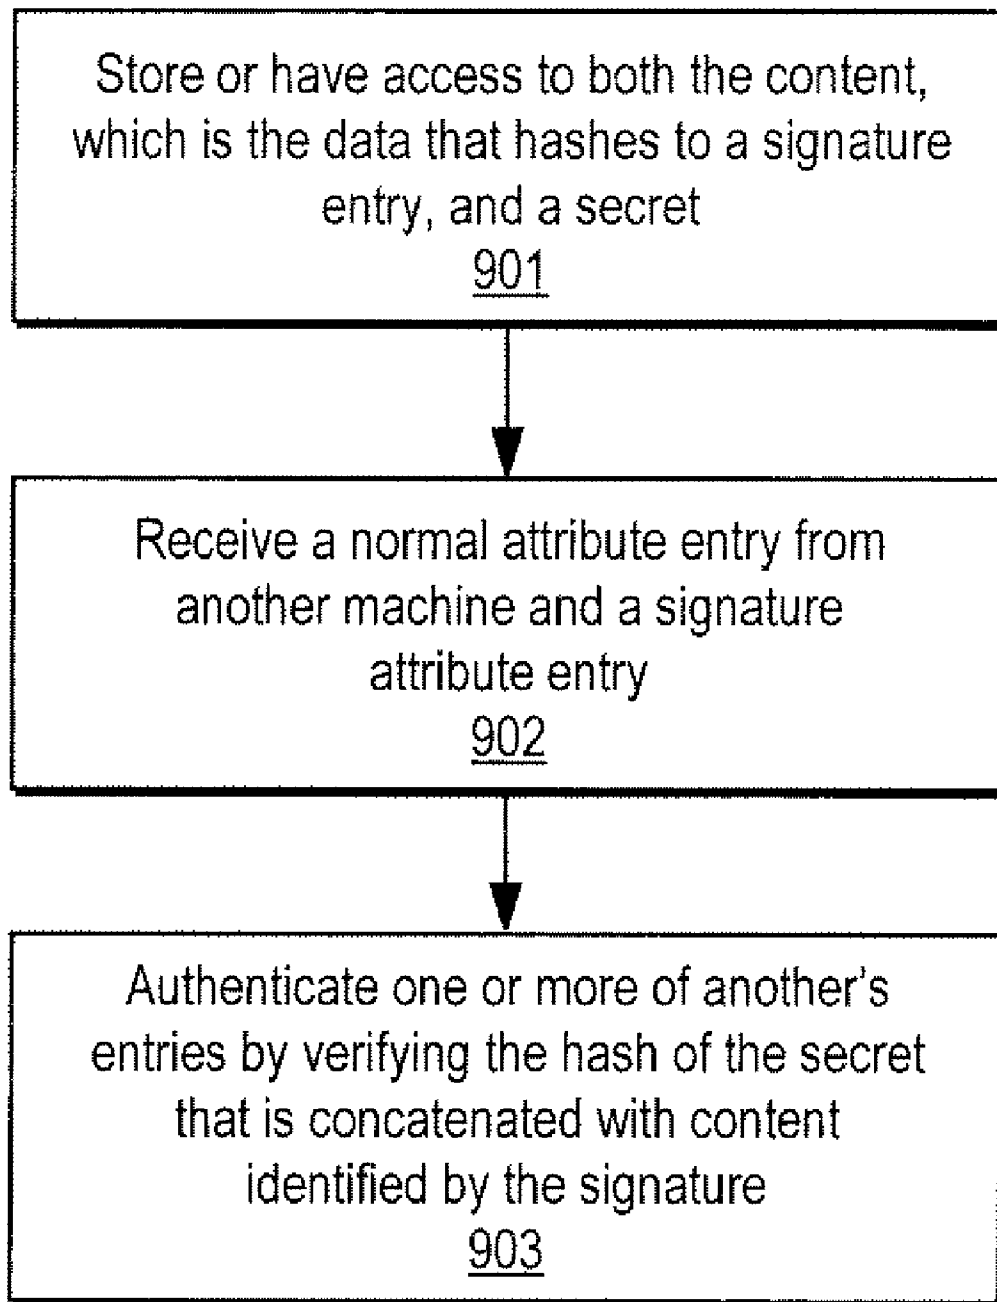 Store or have access to both the content,
which is the data that hashes to a signature
entry, and a secret
901
Receive a normal attribute entry from
another machine and a signature
attribute entry
902
Authenticate one or more of another’s
entries by verifying the hash of the secret
that is concatenated with content
identified by the signature
903